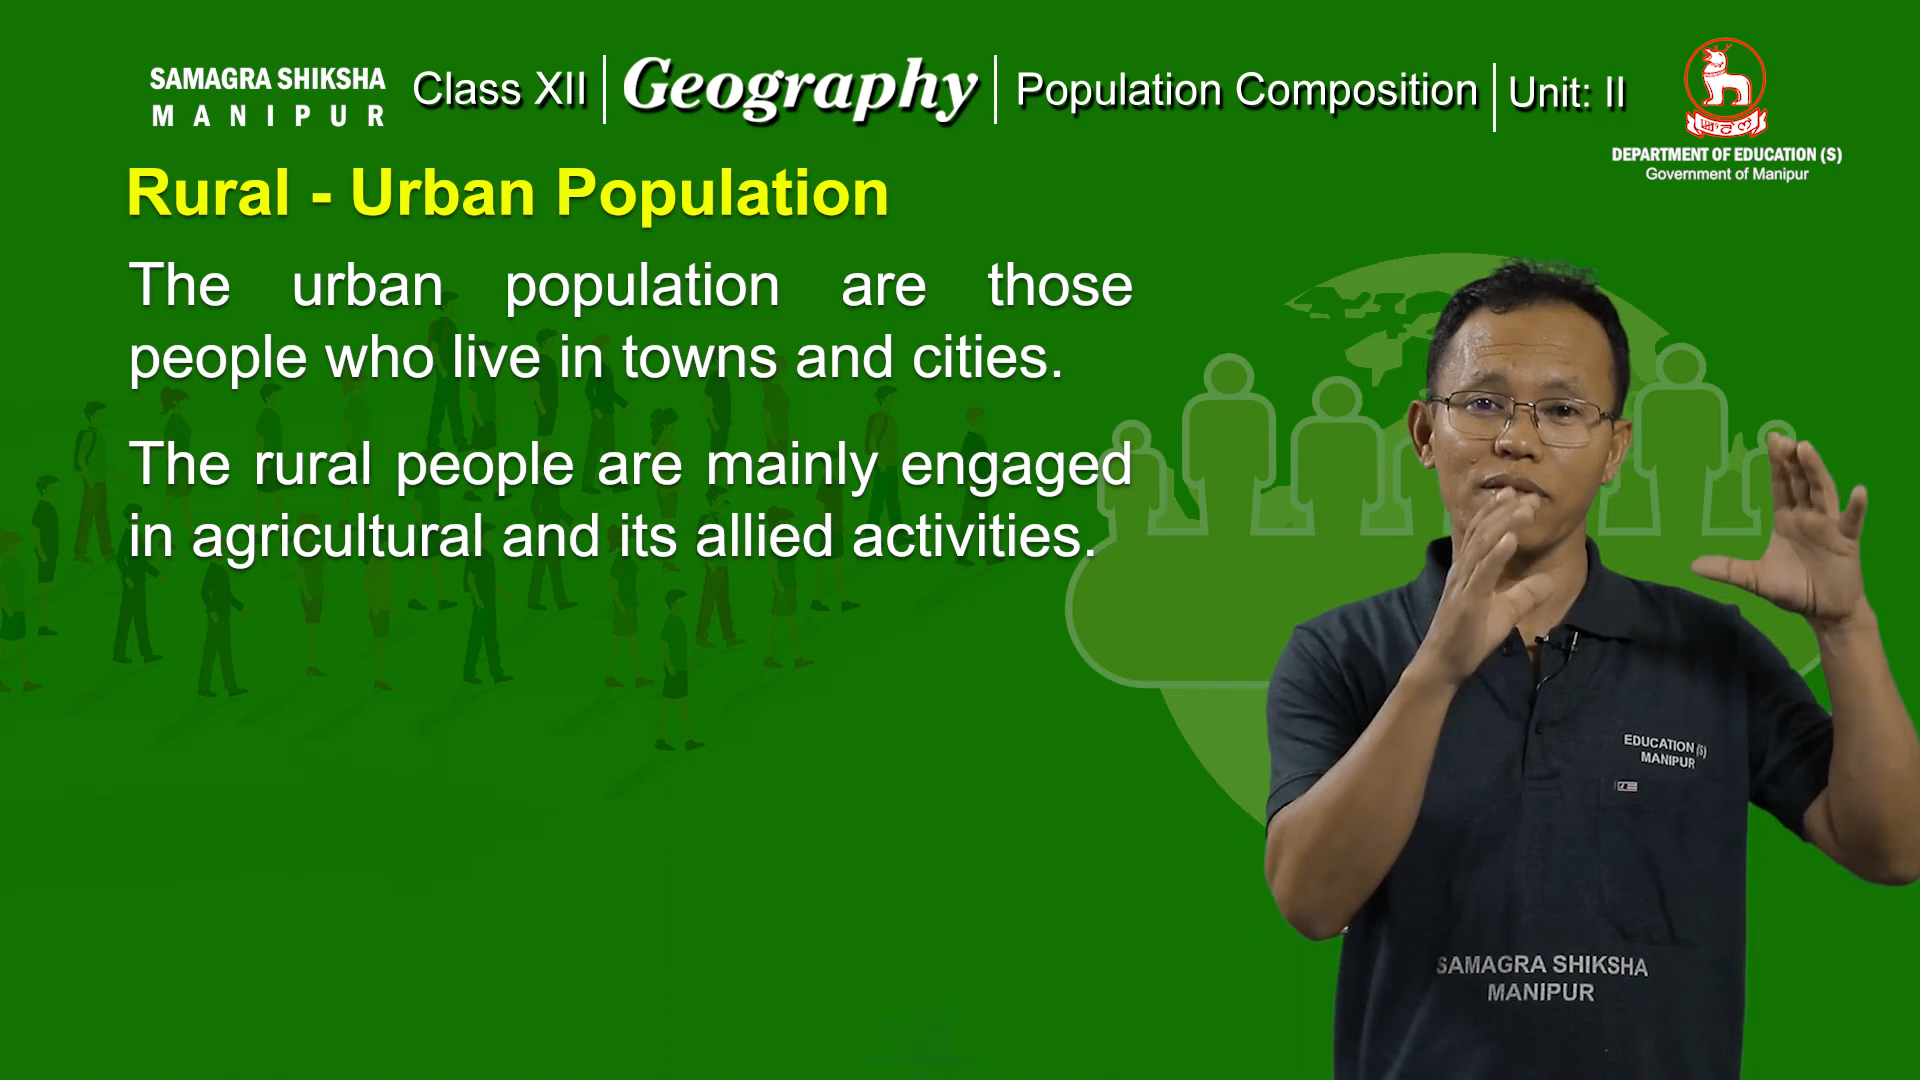 SAMAGRA SHIKSHA
MANIPUR
Class XII
Geography
Population Composition
Unit: II
DEPARTMENT OF EDUCATION (S)
Government of Manipur
Rural - Urban Population
The urban population are those
people who live in towns and cities.
The rural people are mainly engaged
in agricultural and its allied activities.
EDUCATION (S)
MANIPUR
SAMAGRA SHIKSHA
MANIPUR